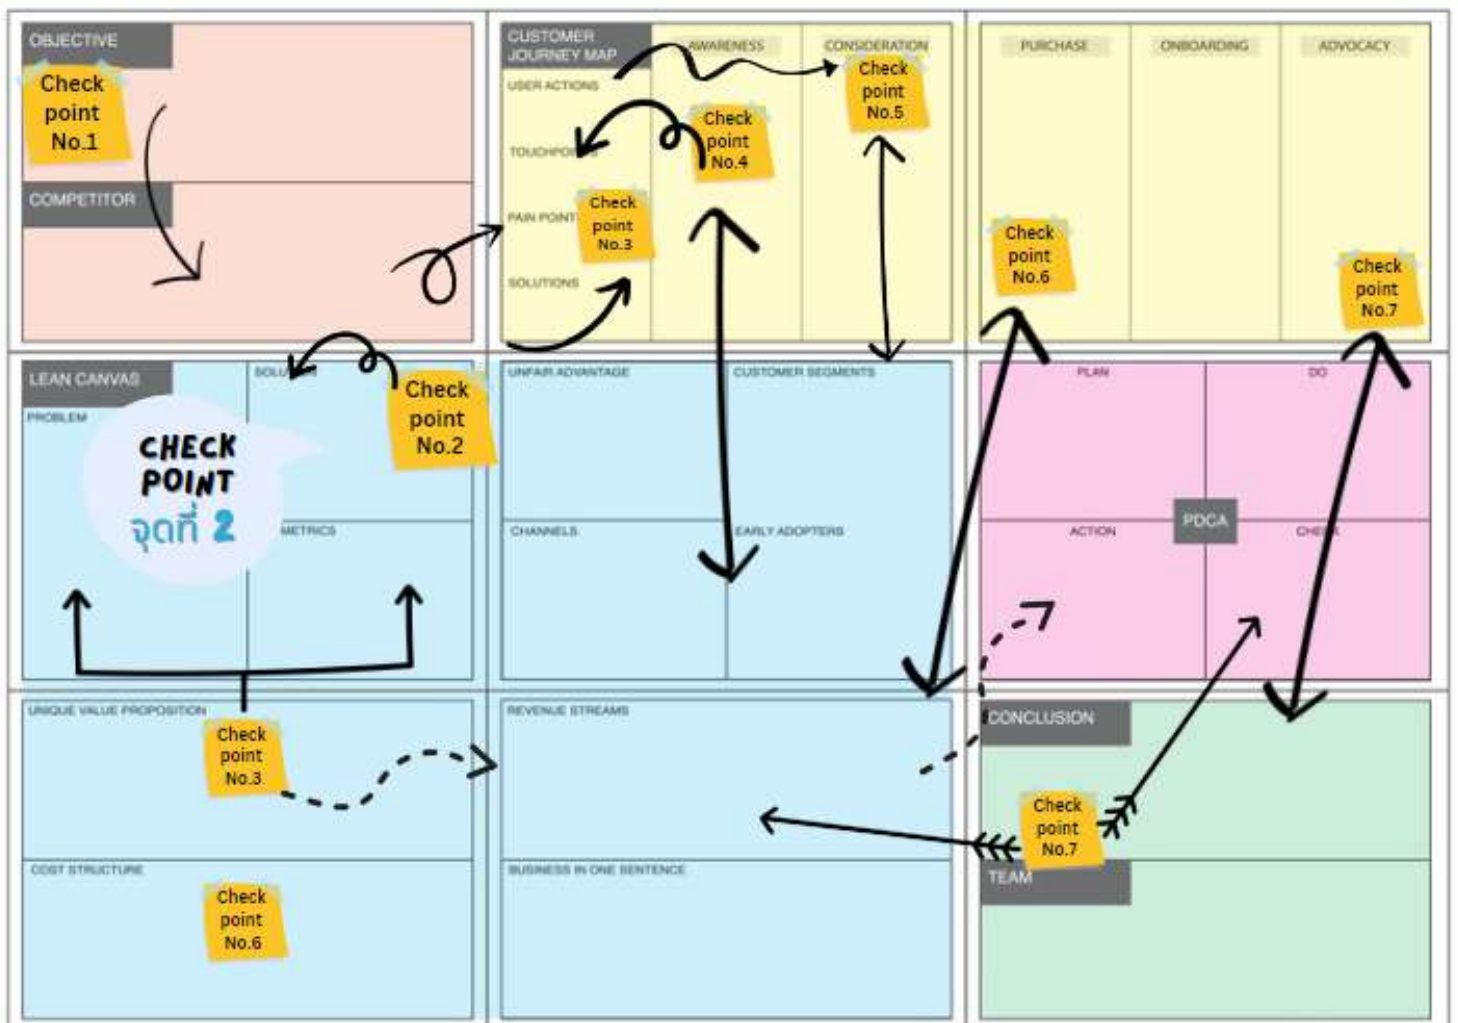 OBJECTIVE
Check
point
No.1
COMPETITOR
CUSTOMER
JOURNEY MAP
AWARENESS
CONSIDERATION
USER ACTIONS
TOUCHPOINTS
PAIN POINT
SOLUTIONS
Check
point
No.3
Check
point
No.4
Check
point
No.5
PURCHASE
ONBOARDING
ADVOCACY
Check
point
No.6
Check
point
No.7
LEAN CANVAS
PROBLEM
CHECK
POINT
จุดที่ 2
Check
point
No.2
METRICS
UNFAIR ADVANTAGE
CUSTOMER SEGMENTS
CHANNELS
EARLY ADOPTERS
PLAN
DO
PDCA
ACTION
CHECK
UNIQUE VALUE PROPOSITION
Check
point
No.3
COST STRUCTURE
Check
point
No.6
REVENUE STREAMS
BUSINESS IN ONE SENTENCE
CONCLUSION
Check
point
No.7
TEAM